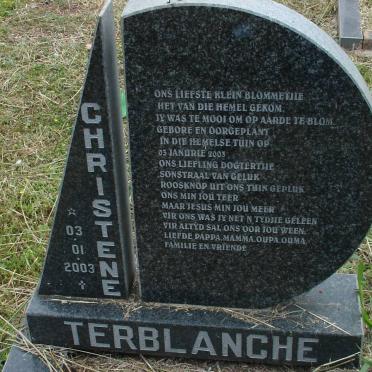 CHRISTENE
☆
03
01
2003
✝
ONS LIEFSTE KLEIN BLOMMETJIE
HET VAN DIE HEMEL GEKOM.
JY WAS TE MOOI OM OP AARDE TE BLOM.
GEBORE EN OORGEPLANT
IN DIE HEMELSE TUIN OP
03 JANURIE 2003
ONS LIEFLING DOGTERTJIE
SONSTRAAL VAN GELUK
ROOSKNOP UIT ONS TUIN GEPLUK
ONS MIN JOU TEER
MAAR JESUS MIN JOU MEER
VIR ONS WAS JY NET 'N TYDJIE GELEEN
VIR ALTYD SAL ONS OOR JOU WEEN.
LIEFDE PAPPA, MAMMA, OUPA, OUMA
FAMILIE EN VRIENDE
TERBLANCHE